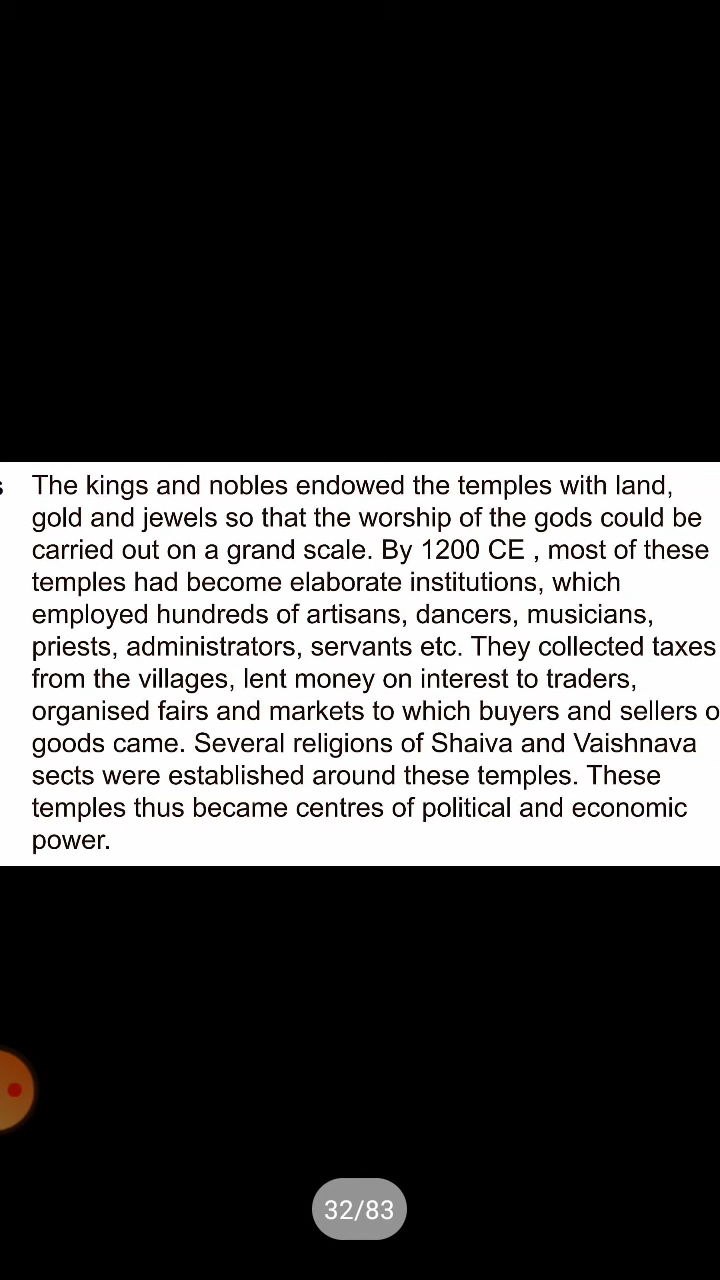 The kings and nobles endowed the temples with land,
gold and jewels so that the worship of the gods could be
carried out on a grand scale. By 1200 CE , most of these
temples had become elaborate institutions, which
employed hundreds of artisans, dancers, musicians,
priests, administrators, servants etc. They collected taxes
from the villages, lent money on interest to traders,
organised fairs and markets to which buyers and sellers o
goods came. Several religions of Shaiva and Vaishnava
sects were established around these temples. These
temples thus became centres of political and economic
power.
32/83